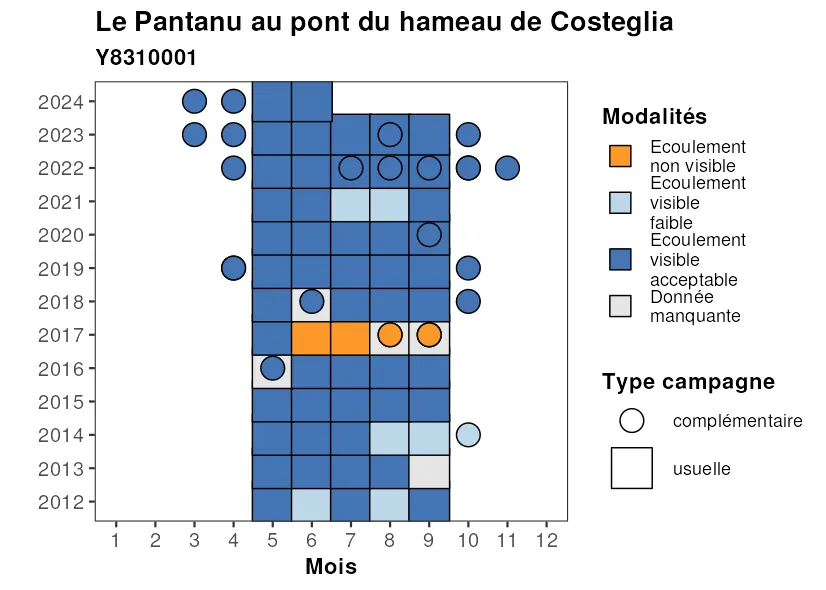 Le Pantanu au pont du hameau de Costeglia
Y8310001
2024
2023
2022
2021
2020
2019
2018
2017
2016
2015
2014
2013
2012
1 2 3 4 5 6 7 8 9 10 11 12
Mois
Modalités
Ecoulement
non visible
Ecoulement
visible
faible
Ecoulement
visible
acceptable
Donnée
manquante
Type campagne
complémentaire
usuelle